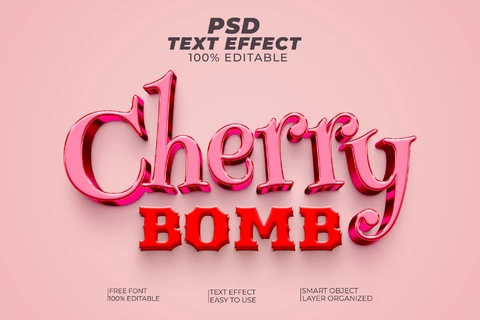 PSD
TEXT EFFECT
100% EDITABLE
Cherry
BOMB
FREE FONT
100% EDITABLE
TEXT EFFECT
EASY TO USE
SMART OBJECT
LAYER ORGANIZED